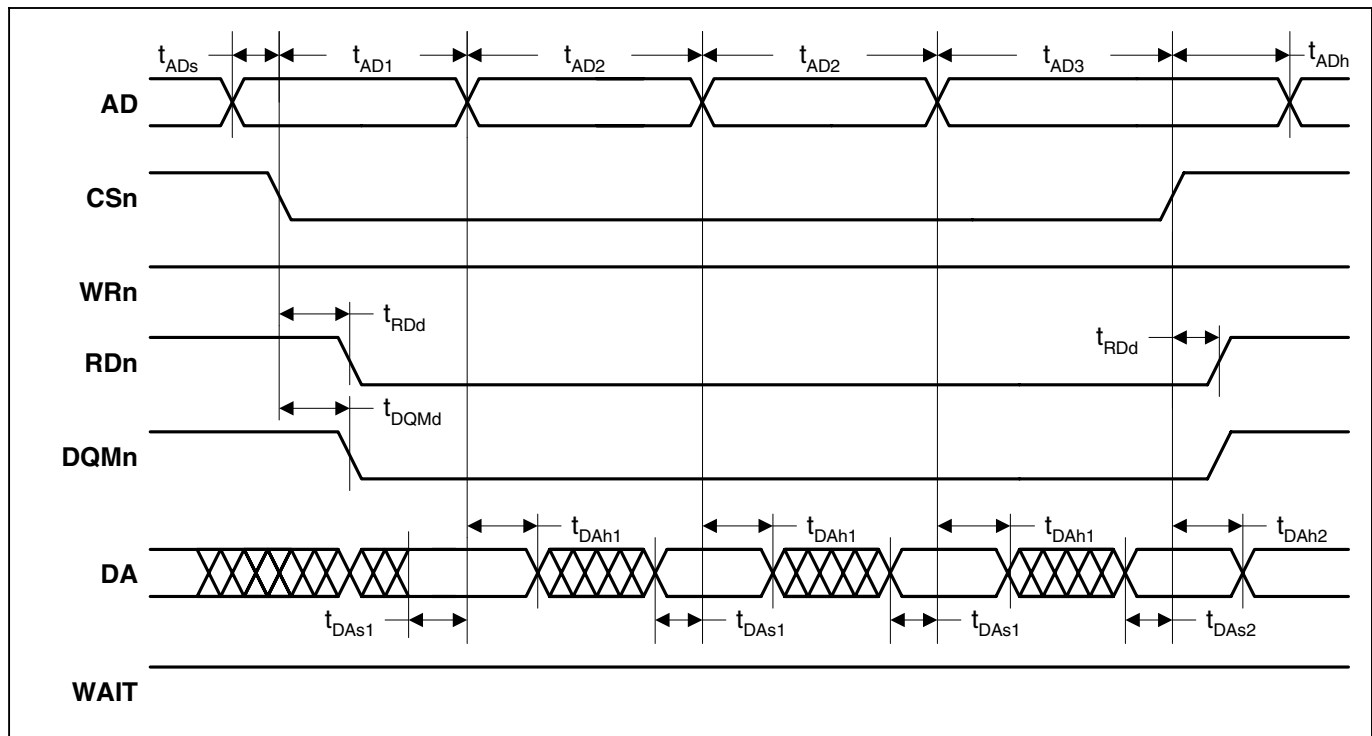 tADs tAD1 tAD2 tAD2 tAD3 tADh
AD
CSn
WRn
tRDd tRDd
RDn
tDQMd
DQMn
tDAh1 tDAh1 tDAh1 tDAh2
DA
tDAs1 tDAs1 tDAs1 tDAs2
WAIT